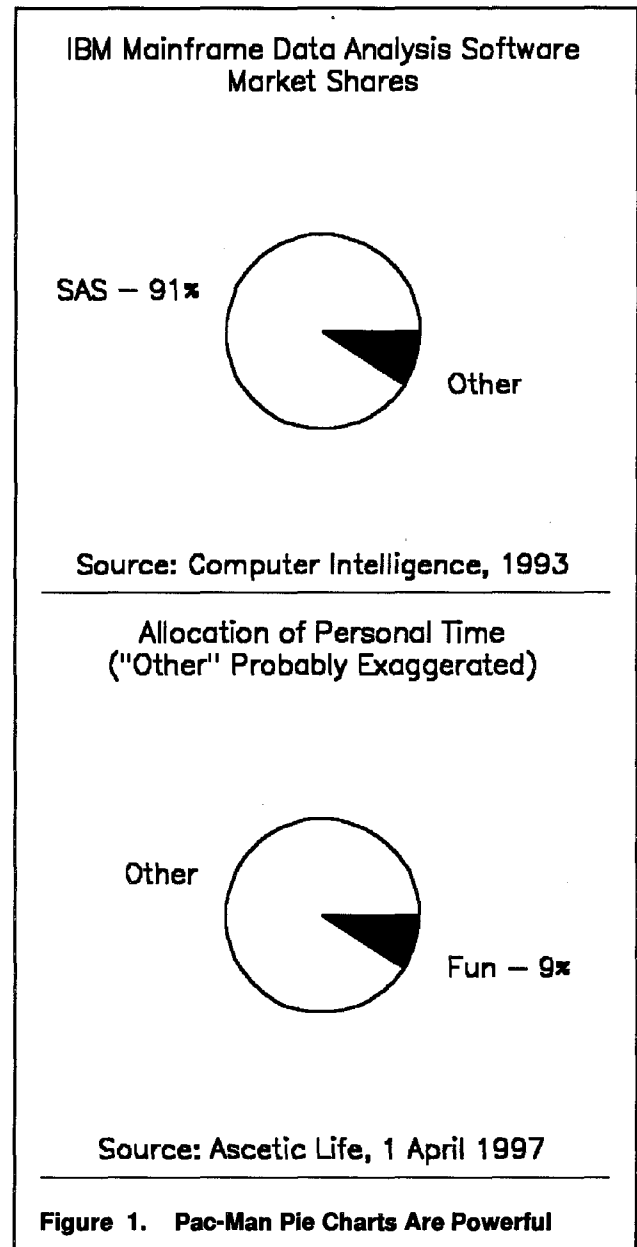 IBM Mainframe Data Analysis Software
Market Shares
SAS – 91%
Other
Source: Computer Intelligence, 1993
Allocation of Personal Time
("Other" Probably Exaggerated)
Other
Fun – 9%
Source: Ascetic Life, 1 April 1997
Figure 1. Pac-Man Pie Charts Are Powerful